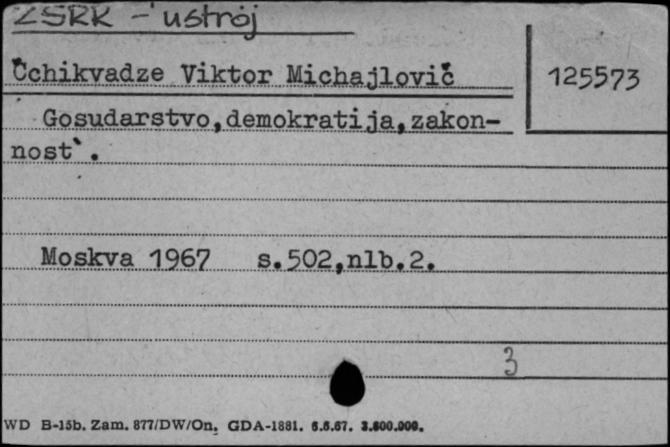 ZSRR - ustrój
Čchikvadze Viktor Michajlovič
125573
Gosudarstvo,demokratija,zakon-
nost`.
Moskva 1967 s.502,nlb.2.
3
WD B-15b. Zam. 877/DW/On. GDA-1881. 6.6.67. 3.800.000.